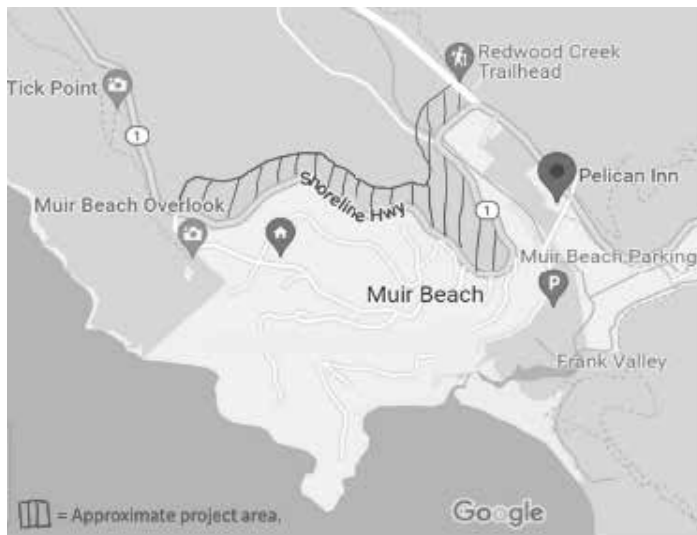 Redwood Creek
Trailhead
Tick Point
1
Pelican Inn
Shoreline Hwy
Muir Beach Overlook
1
Muir Beach Parking
P
Muir Beach
Frank Valley
= Approximate project area.
Google